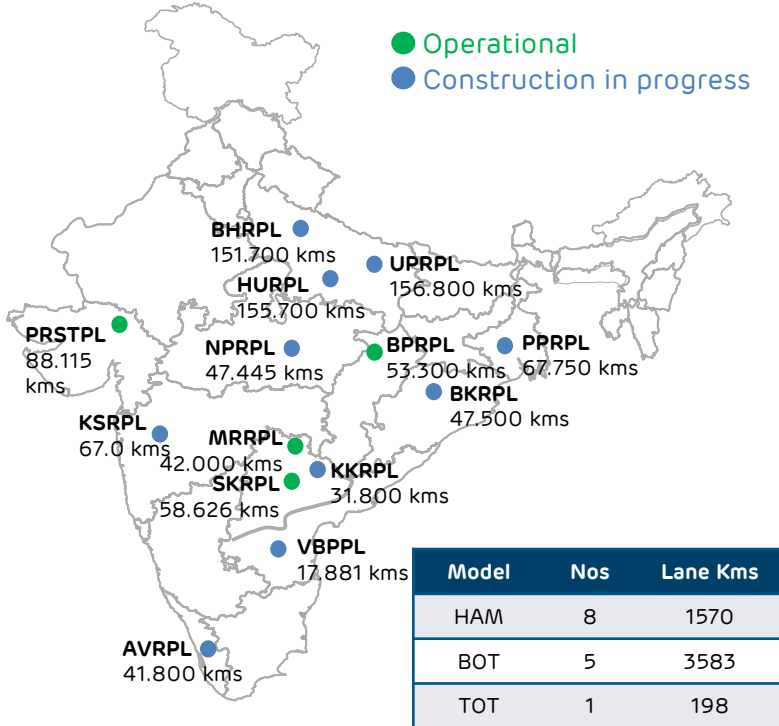 Operational
Construction in progress
BHRPL
151.700 kms
UPRPL
156.800 kms
HURPL
155.700 kms
PRSTPL
88.115
kms
NPRPL
47.445 kms
BPRPL
53.300 kms
PPRPL
67.750 kms
BKRPL
47.500 kms
KSRPL
67.0 kms
MRRPL
42.000 kms
SKRPL
58.626 kms
KKRPL
31.800 kms
VBPPL
17.881 kms
AVRPL
41.800 kms
Model Nos Lane Kms
HAM 8 1570
BOT 5 3583
TOT 1 198